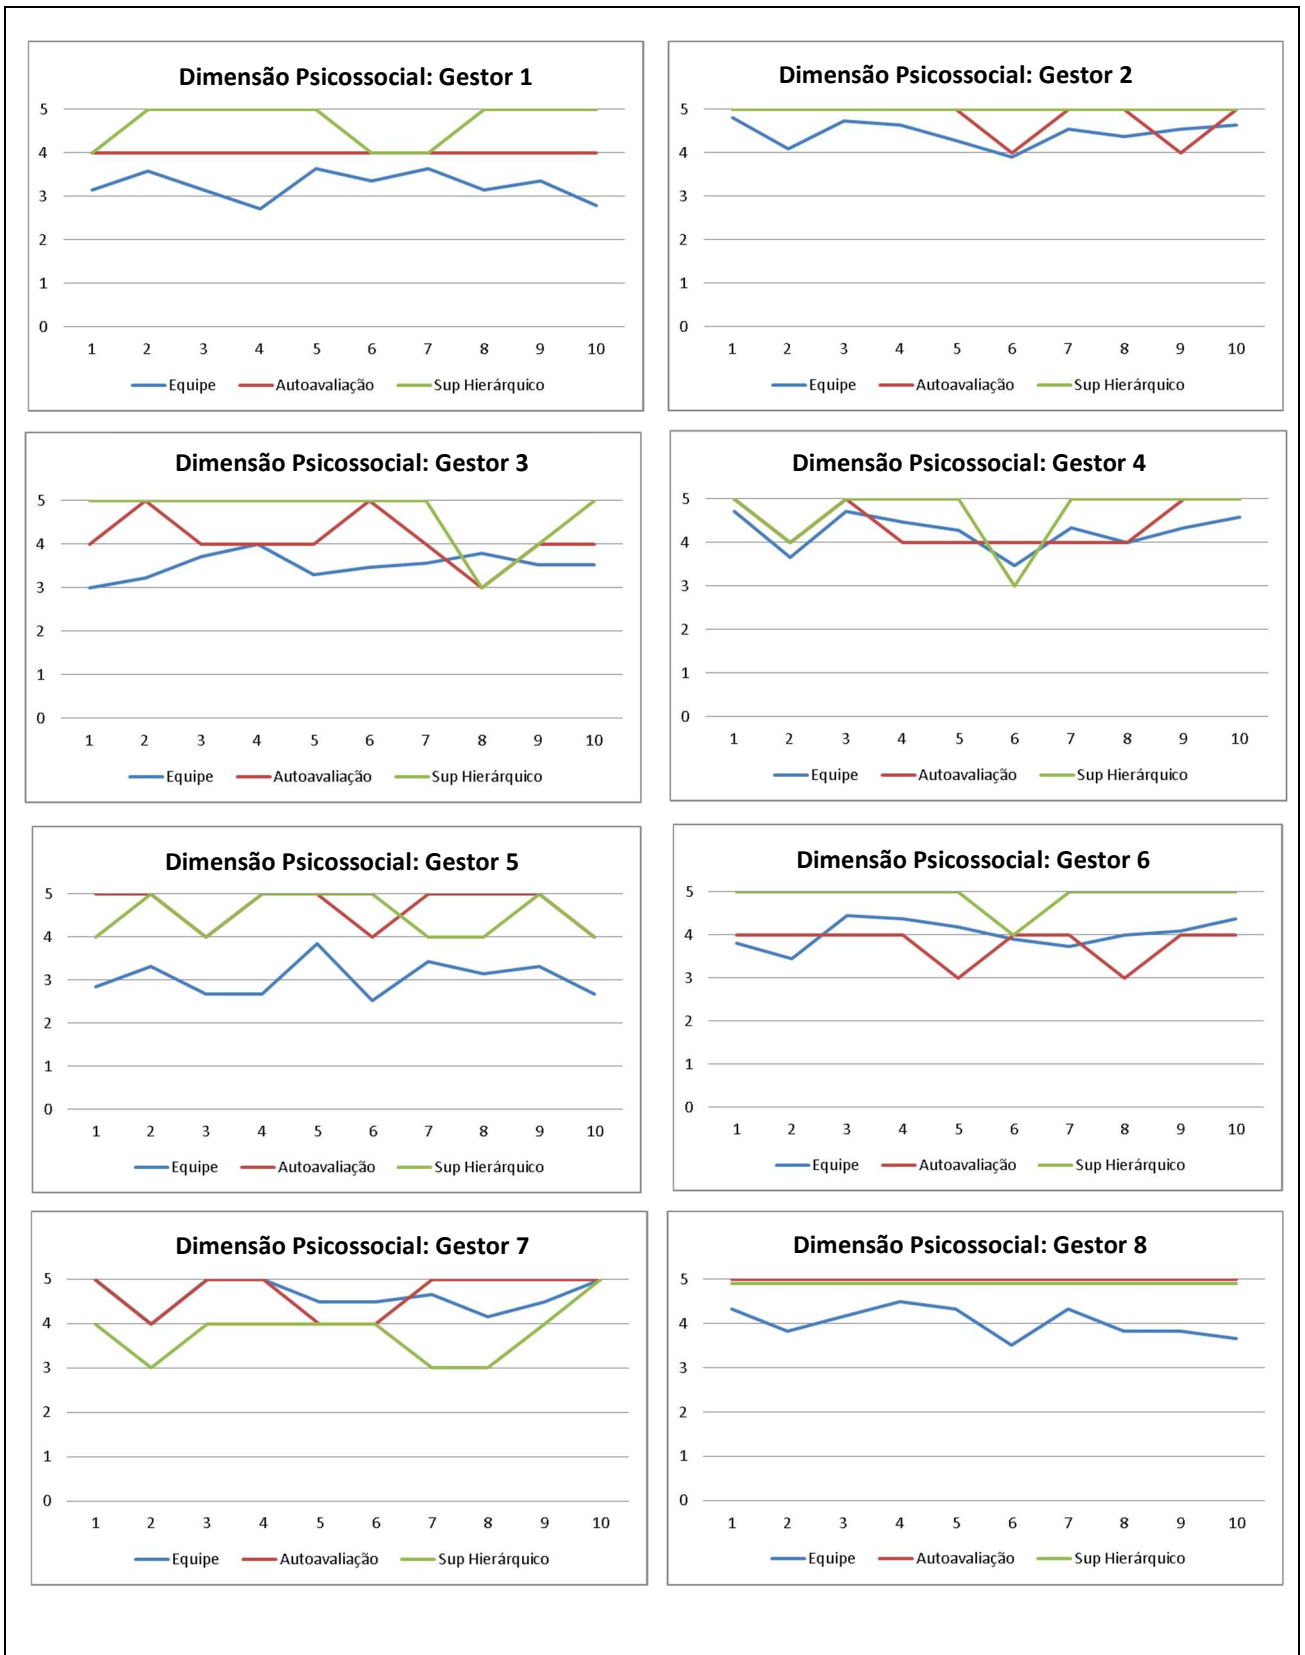 Dimensão Psicossocial: Gestor 1
5
4
3
2
1
0
1 2 3 4 5 6 7 8 9 10
Equipe Autoavaliação Sup Hierárquico
Dimensão Psicossocial: Gestor 2
5
4
3
2
1
0
1 2 3 4 5 6 7 8 9 10
Equipe Autoavaliação Sup Hierárquico
Dimensão Psicossocial: Gestor 3
5
4
3
2
1
0
1 2 3 4 5 6 7 8 9 10
Equipe Autoavaliação Sup Hierárquico
Dimensão Psicossocial: Gestor 4
5
4
3
2
1
0
1 2 3 4 5 6 7 8 9 10
Equipe Autoavaliação Sup Hierárquico
Dimensão Psicossocial: Gestor 5
5
4
3
2
1
0
1 2 3 4 5 6 7 8 9 10
Equipe Autoavaliação Sup Hierárquico
Dimensão Psicossocial: Gestor 6
5
4
3
2
1
0
1 2 3 4 5 6 7 8 9 10
Equipe Autoavaliação Sup Hierárquico
Dimensão Psicossocial: Gestor 7
5
4
3
2
1
0
1 2 3 4 5 6 7 8 9 10
Equipe Autoavaliação Sup Hierárquico
Dimensão Psicossocial: Gestor 8
5
4
3
2
1
0
1 2 3 4 5 6 7 8 9 10
Equipe Autoavaliação Sup Hierárquico